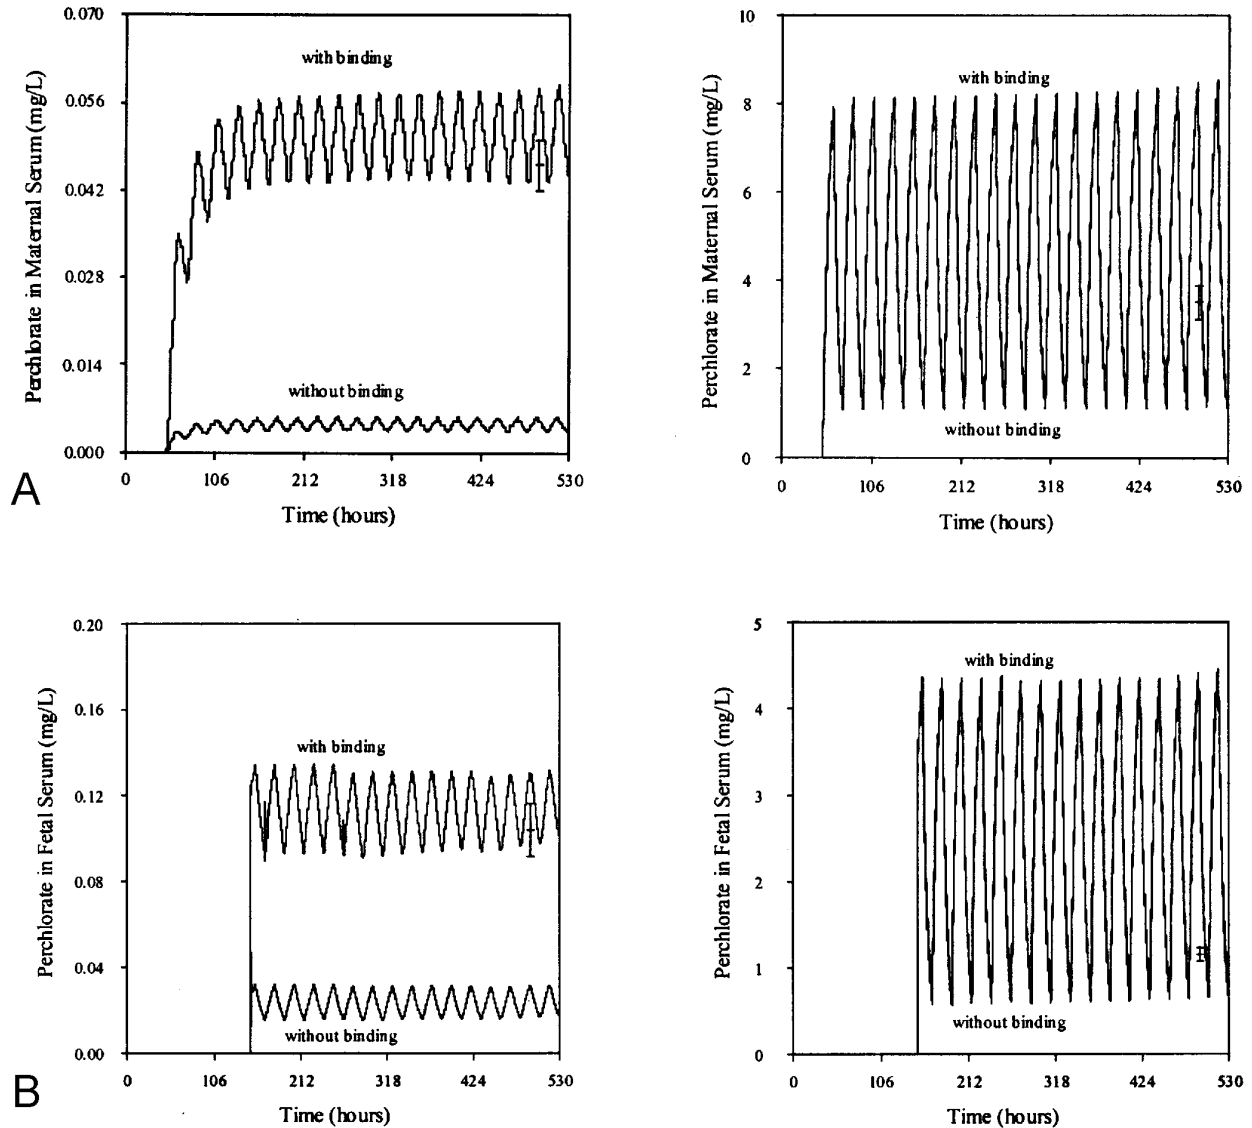 0.070
0.056
0.042
0.028
0.014
0.000
Perchlorate in Maternal Serum (mg/L)
with binding
without binding
0 106 212 318 424 530
Time (hours)
A
10
8
6
4
2
0
Perchlorate in Maternal Serum (mg/L)
with binding
without binding
0 106 212 318 424 530
Time (hours)
0.20
0.16
0.12
0.08
0.04
0.00
Perchlorate in Fetal Serum (mg/L)
with binding
without binding
0 106 212 318 424 530
Time (hours)
B
5
4
3
2
1
0
Perchlorate in Fetal Serum (mg/L)
with binding
without binding
0 106 212 318 424 530
Time (hours)